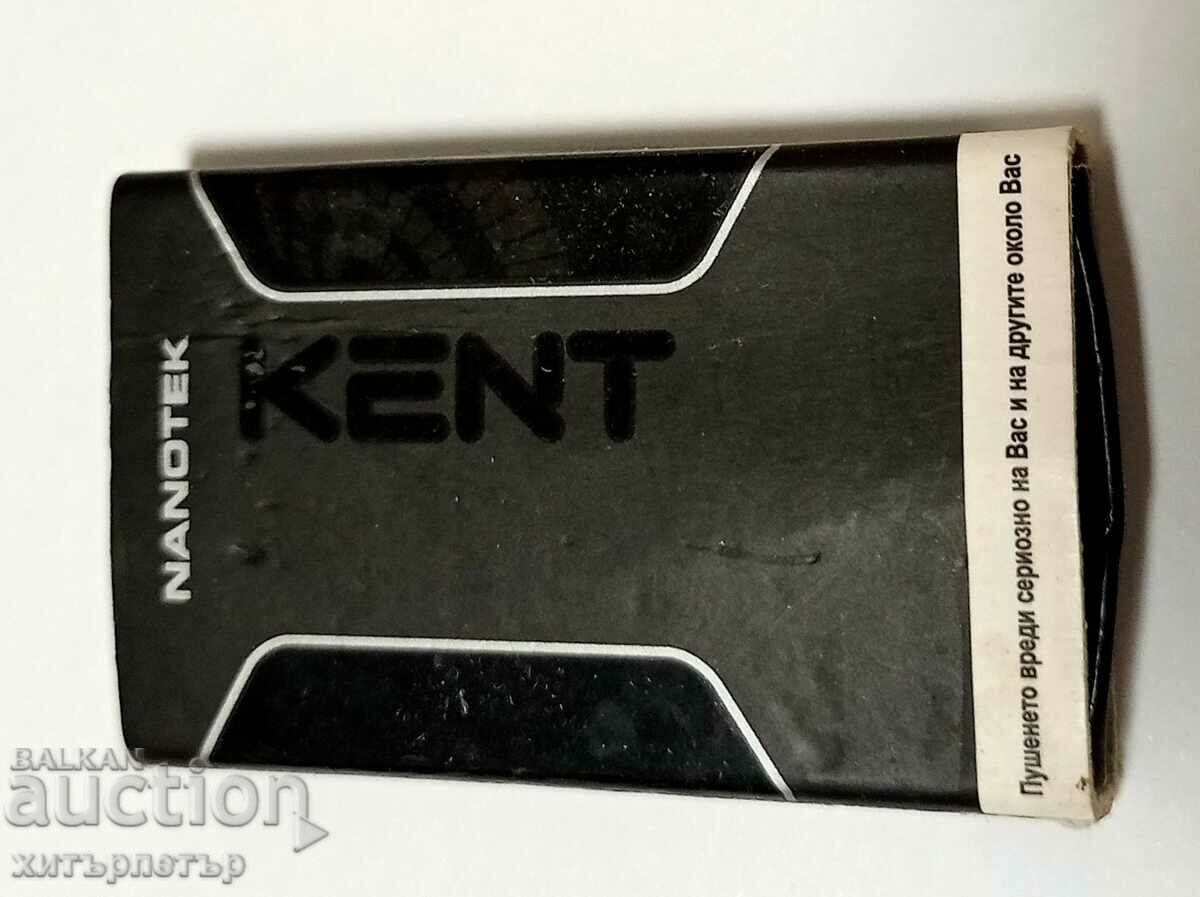 NANOTEK
KENT
Пушенето вреди сериозно на Вас и на другите около Вас
BALKAN
auction
хитърпетър